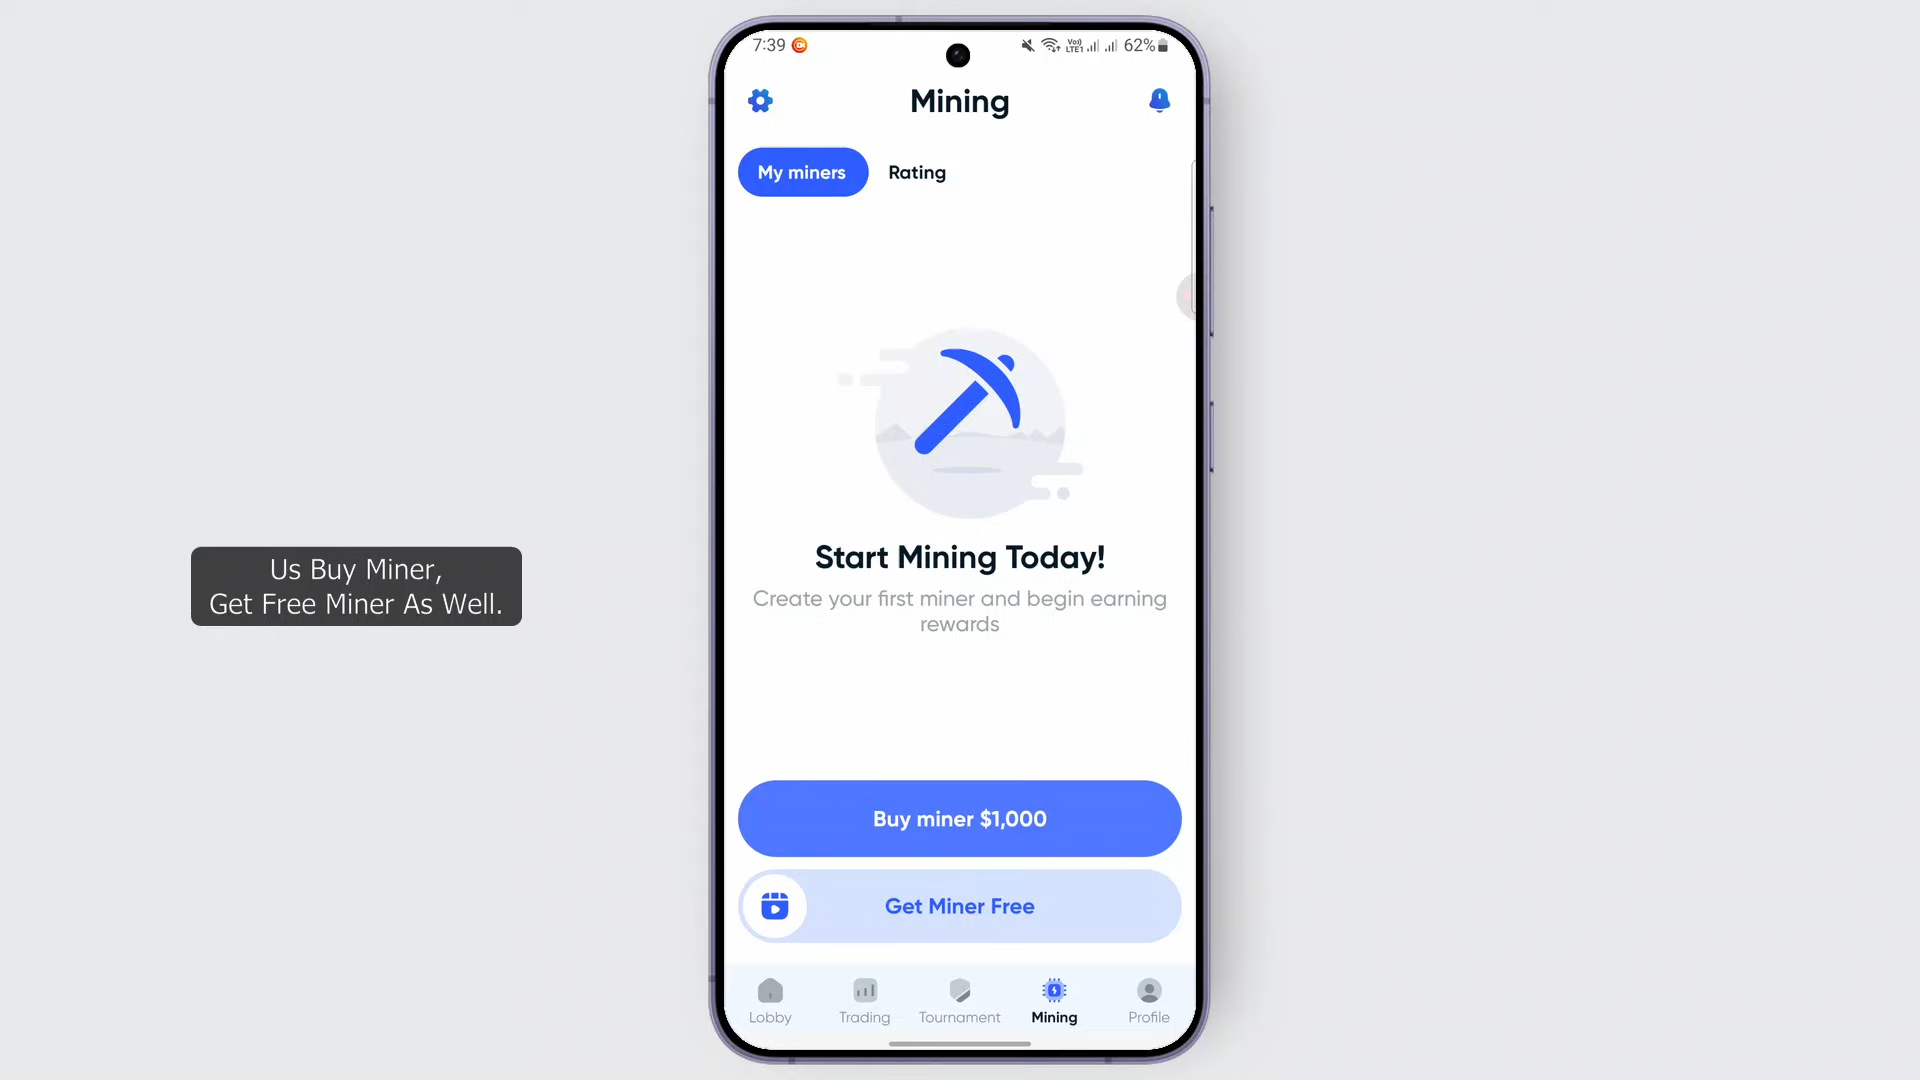 7:39
Vo)) LTE1
62%
Mining
My miners
Rating
Us Buy Miner,
Get Free Miner As Well.
Start Mining Today!
Create your first miner and begin earning
rewards
Buy miner $1,000
Get Miner Free
Lobby
Trading
Tournament
Mining
Profile